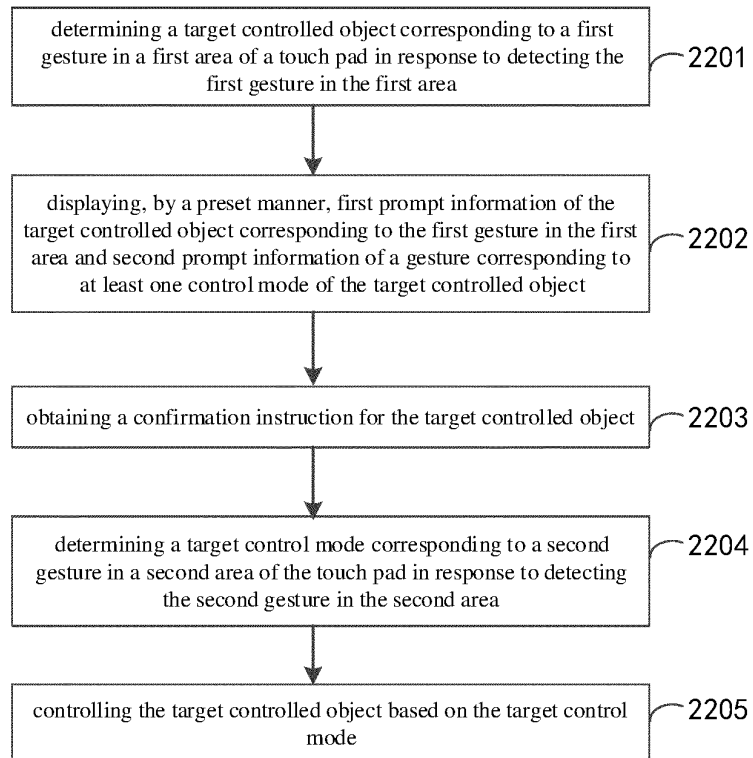 determining a target controlled object corresponding to a first
gesture in a first area of a touch pad in response to detecting the
first gesture in the first area
2201
displaying, by a preset manner, first prompt information of the
target controlled object corresponding to the first gesture in the first
area and second prompt information of a gesture corresponding to
at least one control mode of the target controlled object
2202
obtaining a confirmation instruction for the target controlled object
2203
determining a target control mode corresponding to a second
gesture in a second area of the touch pad in response to detecting
the second gesture in the second area
2204
controlling the target controlled object based on the target control
mode
2205